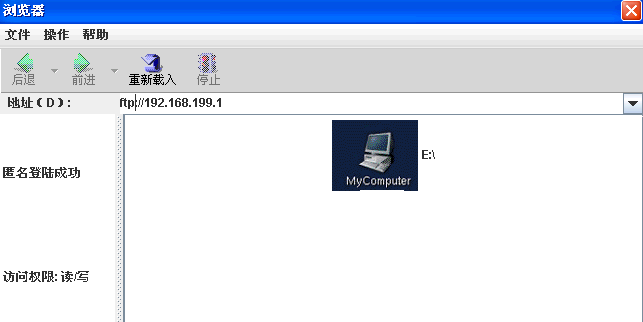 浏览器
文件 操作 帮助
后退 前进 重新载入 停止
地址(D): ftp://192.168.199.1
MyComputer E:\
匿名登陆成功
访问权限: 读/写